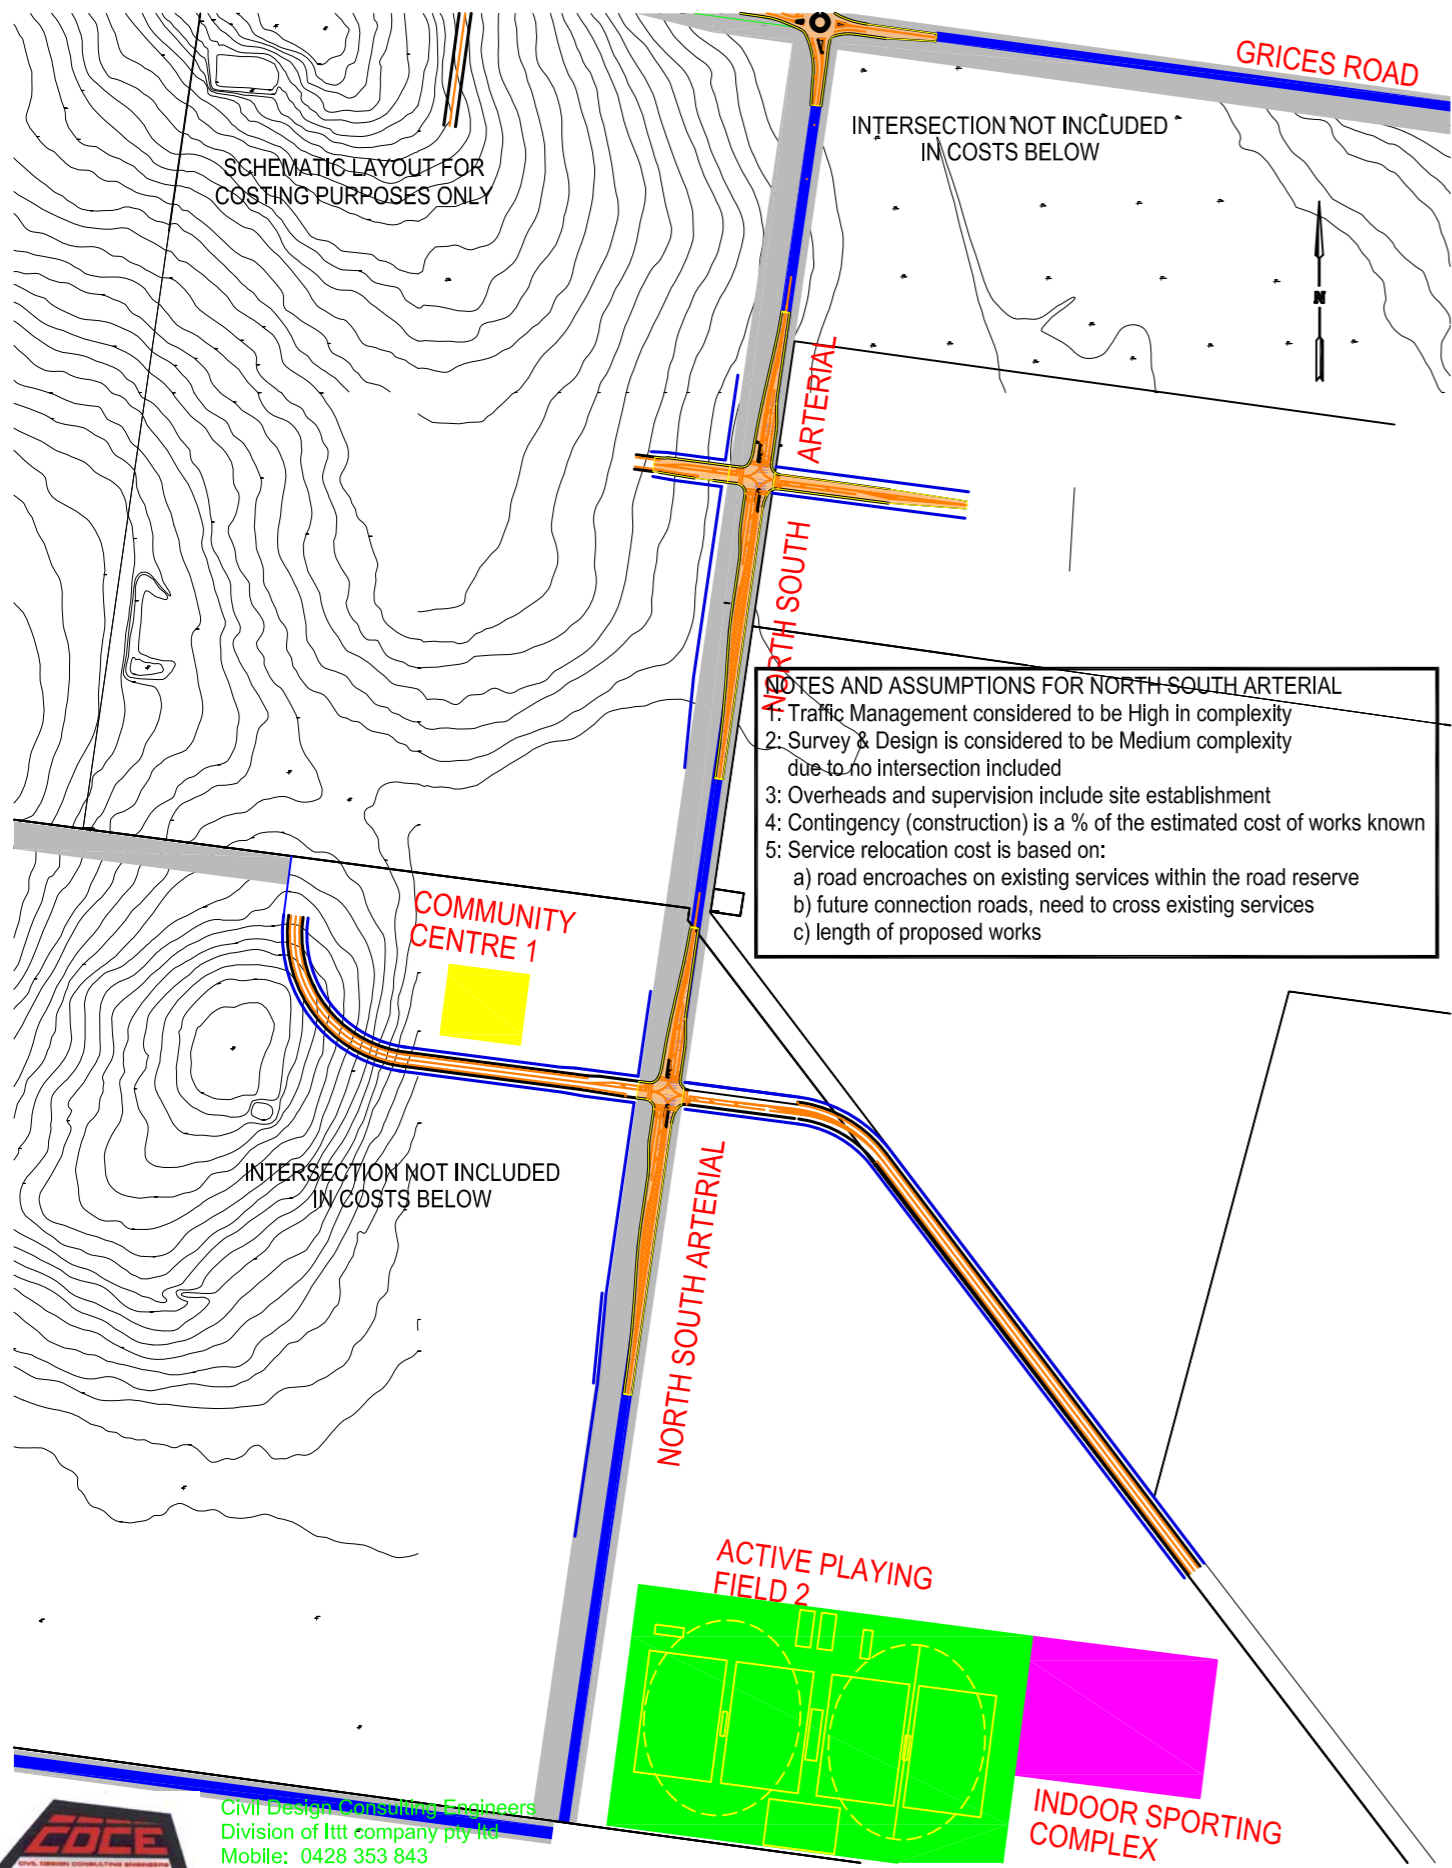 GRICES ROAD
INTERSECTION NOT INCLUDED
IN COSTS BELOW
SCHEMATIC LAYOUT FOR
COSTING PURPOSES ONLY
N
NORTH SOUTH ARTERIAL
NOTES AND ASSUMPTIONS FOR NORTH SOUTH ARTERIAL
1: Traffic Management considered to be High in complexity
2: Survey & Design is considered to be Medium complexity
due to no intersection included
3: Overheads and supervision include site establishment
4: Contingency (construction) is a % of the estimated cost of works known
5: Service relocation cost is based on:
a) road encroaches on existing services within the road reserve
b) future connection roads, need to cross existing services
c) length of proposed works
COMMUNITY
CENTRE 1
INTERSECTION NOT INCLUDED
IN COSTS BELOW
NORTH SOUTH ARTERIAL
ACTIVE PLAYING
FIELD 2
INDOOR SPORTING
COMPLEX
CDCE
CIVIL DESIGN CONSULTING ENGINEERS
Civil Design Consulting Engineers
Division of lttt company pty ltd
Mobile: 0428 353 843